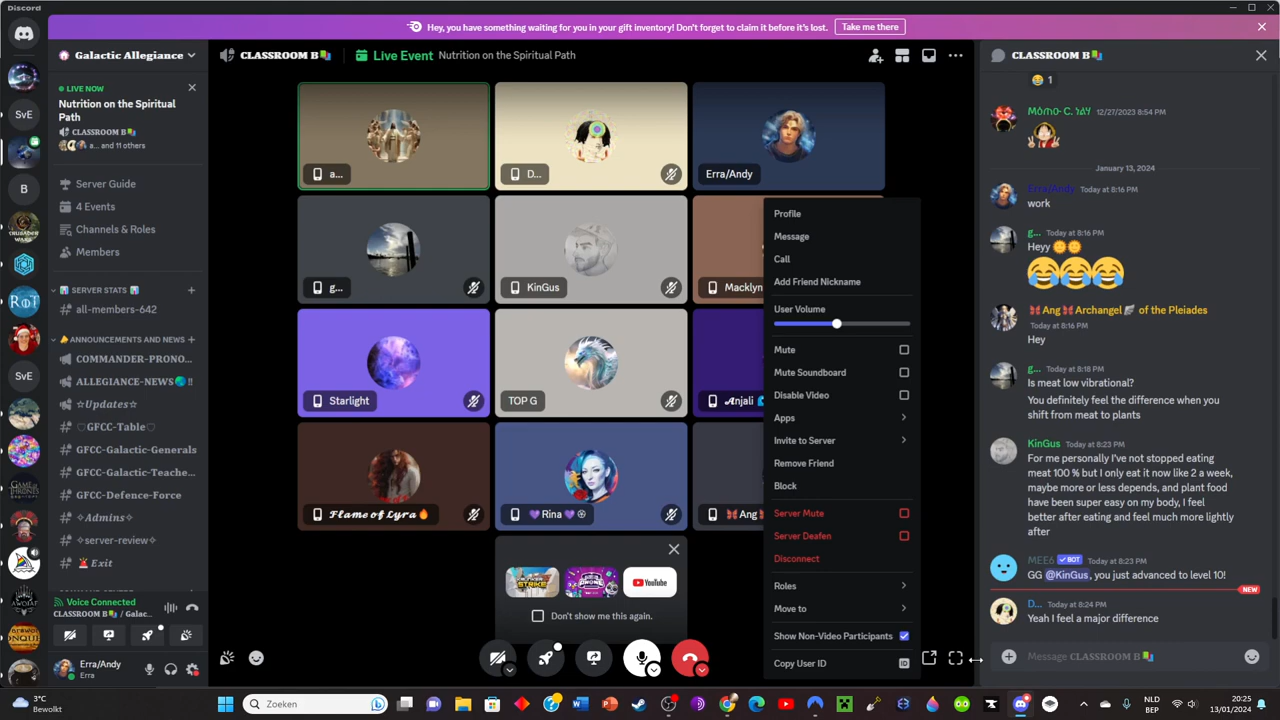 Discord
Hey, you have something waiting for you in your gift inventory! Don't forget to claim it before it's lost.
Take me there
Galactic Allegiance
LIVE NOW
Nutrition on the Spiritual
Path
CLASSROOM B
a... and 11 others
Server Guide
4 Events
Channels & Roles
Members
SERVER STATS
all-members-642
ANNOUNCEMENTS AND NEWS
COMMANDER-PRONO...
ALLEGIANCE-NEWS🌏‼
☆Updates☆
♡GFCC-Table♡
GFCC-Galactic-Generals
GFCC-Galactic-Teache...
GFCC-Defence-Force
✧Admins✧
✧server-review✧
🚨Exit
Voice Connected
CLASSROOM B / Galac...
Erra/Andy
Erra
CLASSROOM B
Live Event
Nutrition on the Spiritual Path
a...
D...
Erra/Andy
g...
KinGus
Macklyn
Starlight
TOP G
Anjali
Flame of Lyra🔥
💜Rina💜
Ang
Don't show me this again.
YouTube
Profile
Message
Call
Add Friend Nickname
User Volume
Mute
Mute Soundboard
Disable Video
Apps
Invite to Server
Remove Friend
Block
Server Mute
Server Deafen
Disconnect
Roles
Move to
Show Non-Video Participants
Copy User ID
ID
CLASSROOM B
😂 1
12/27/2023 8:54 PM
January 13, 2024
Erra/Andy Today at 8:16 PM
work
g... Today at 8:16 PM
Heyy 🌞🌞
😂😂😂
Ang Archangel of the Pleiades
Today at 8:16 PM
Hey
g... Today at 8:18 PM
Is meat low vibrational?
You definitely feel the difference when you
shift from meat to plants
KinGus Today at 8:23 PM
For me personally I've not stopped eating
meat 100 % but I only eat it now like 2 a week,
maybe more or less depends, and plant food
have been super easy on my body, I feel
better after eating and feel much more lightly
after
MEE6 ✓ BOT Today at 8:23 PM
GG @KinGus, you just advanced to level 10!
NEW
D... Today at 8:24 PM
Yeah I feel a major difference
Message CLASSROOM B
3°C
Bewolkt
Zoeken
NLD
BEP
20:25
13/01/2024